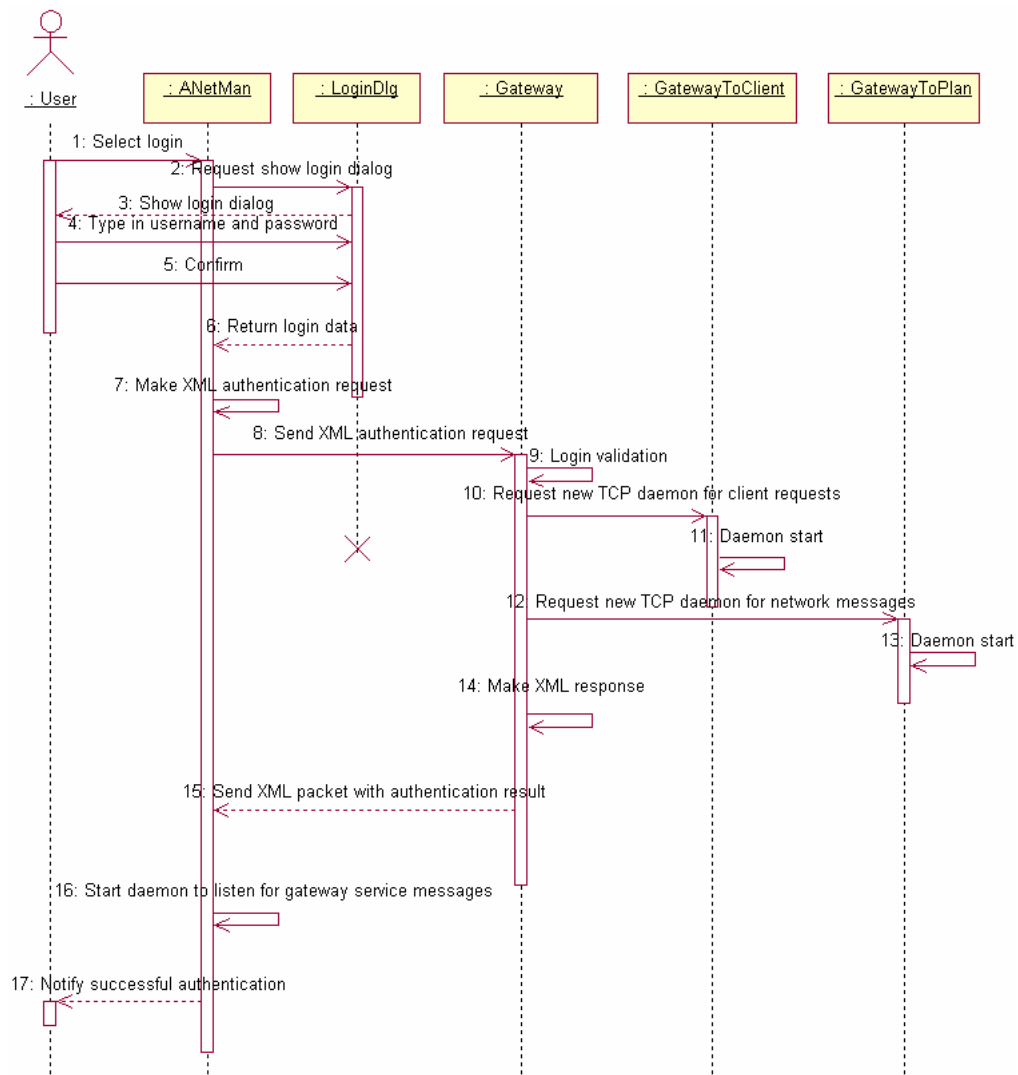 : User
: ANetMan
: LoginDlg
: Gateway
: GatewayToClient
: GatewayToPlan
1: Select login
2: Request show login dialog
3: Show login dialog
4: Type in username and password
5: Confirm
6: Return login data
7: Make XML authentication request
8: Send XML authentication request
9: Login validation
10: Request new TCP daemon for client requests
11: Daemon start
12: Request new TCP daemon for network messages
13: Daemon start
14: Make XML response
15: Send XML packet with authentication result
16: Start daemon to listen for gateway service messages
17: Notify successful authentication